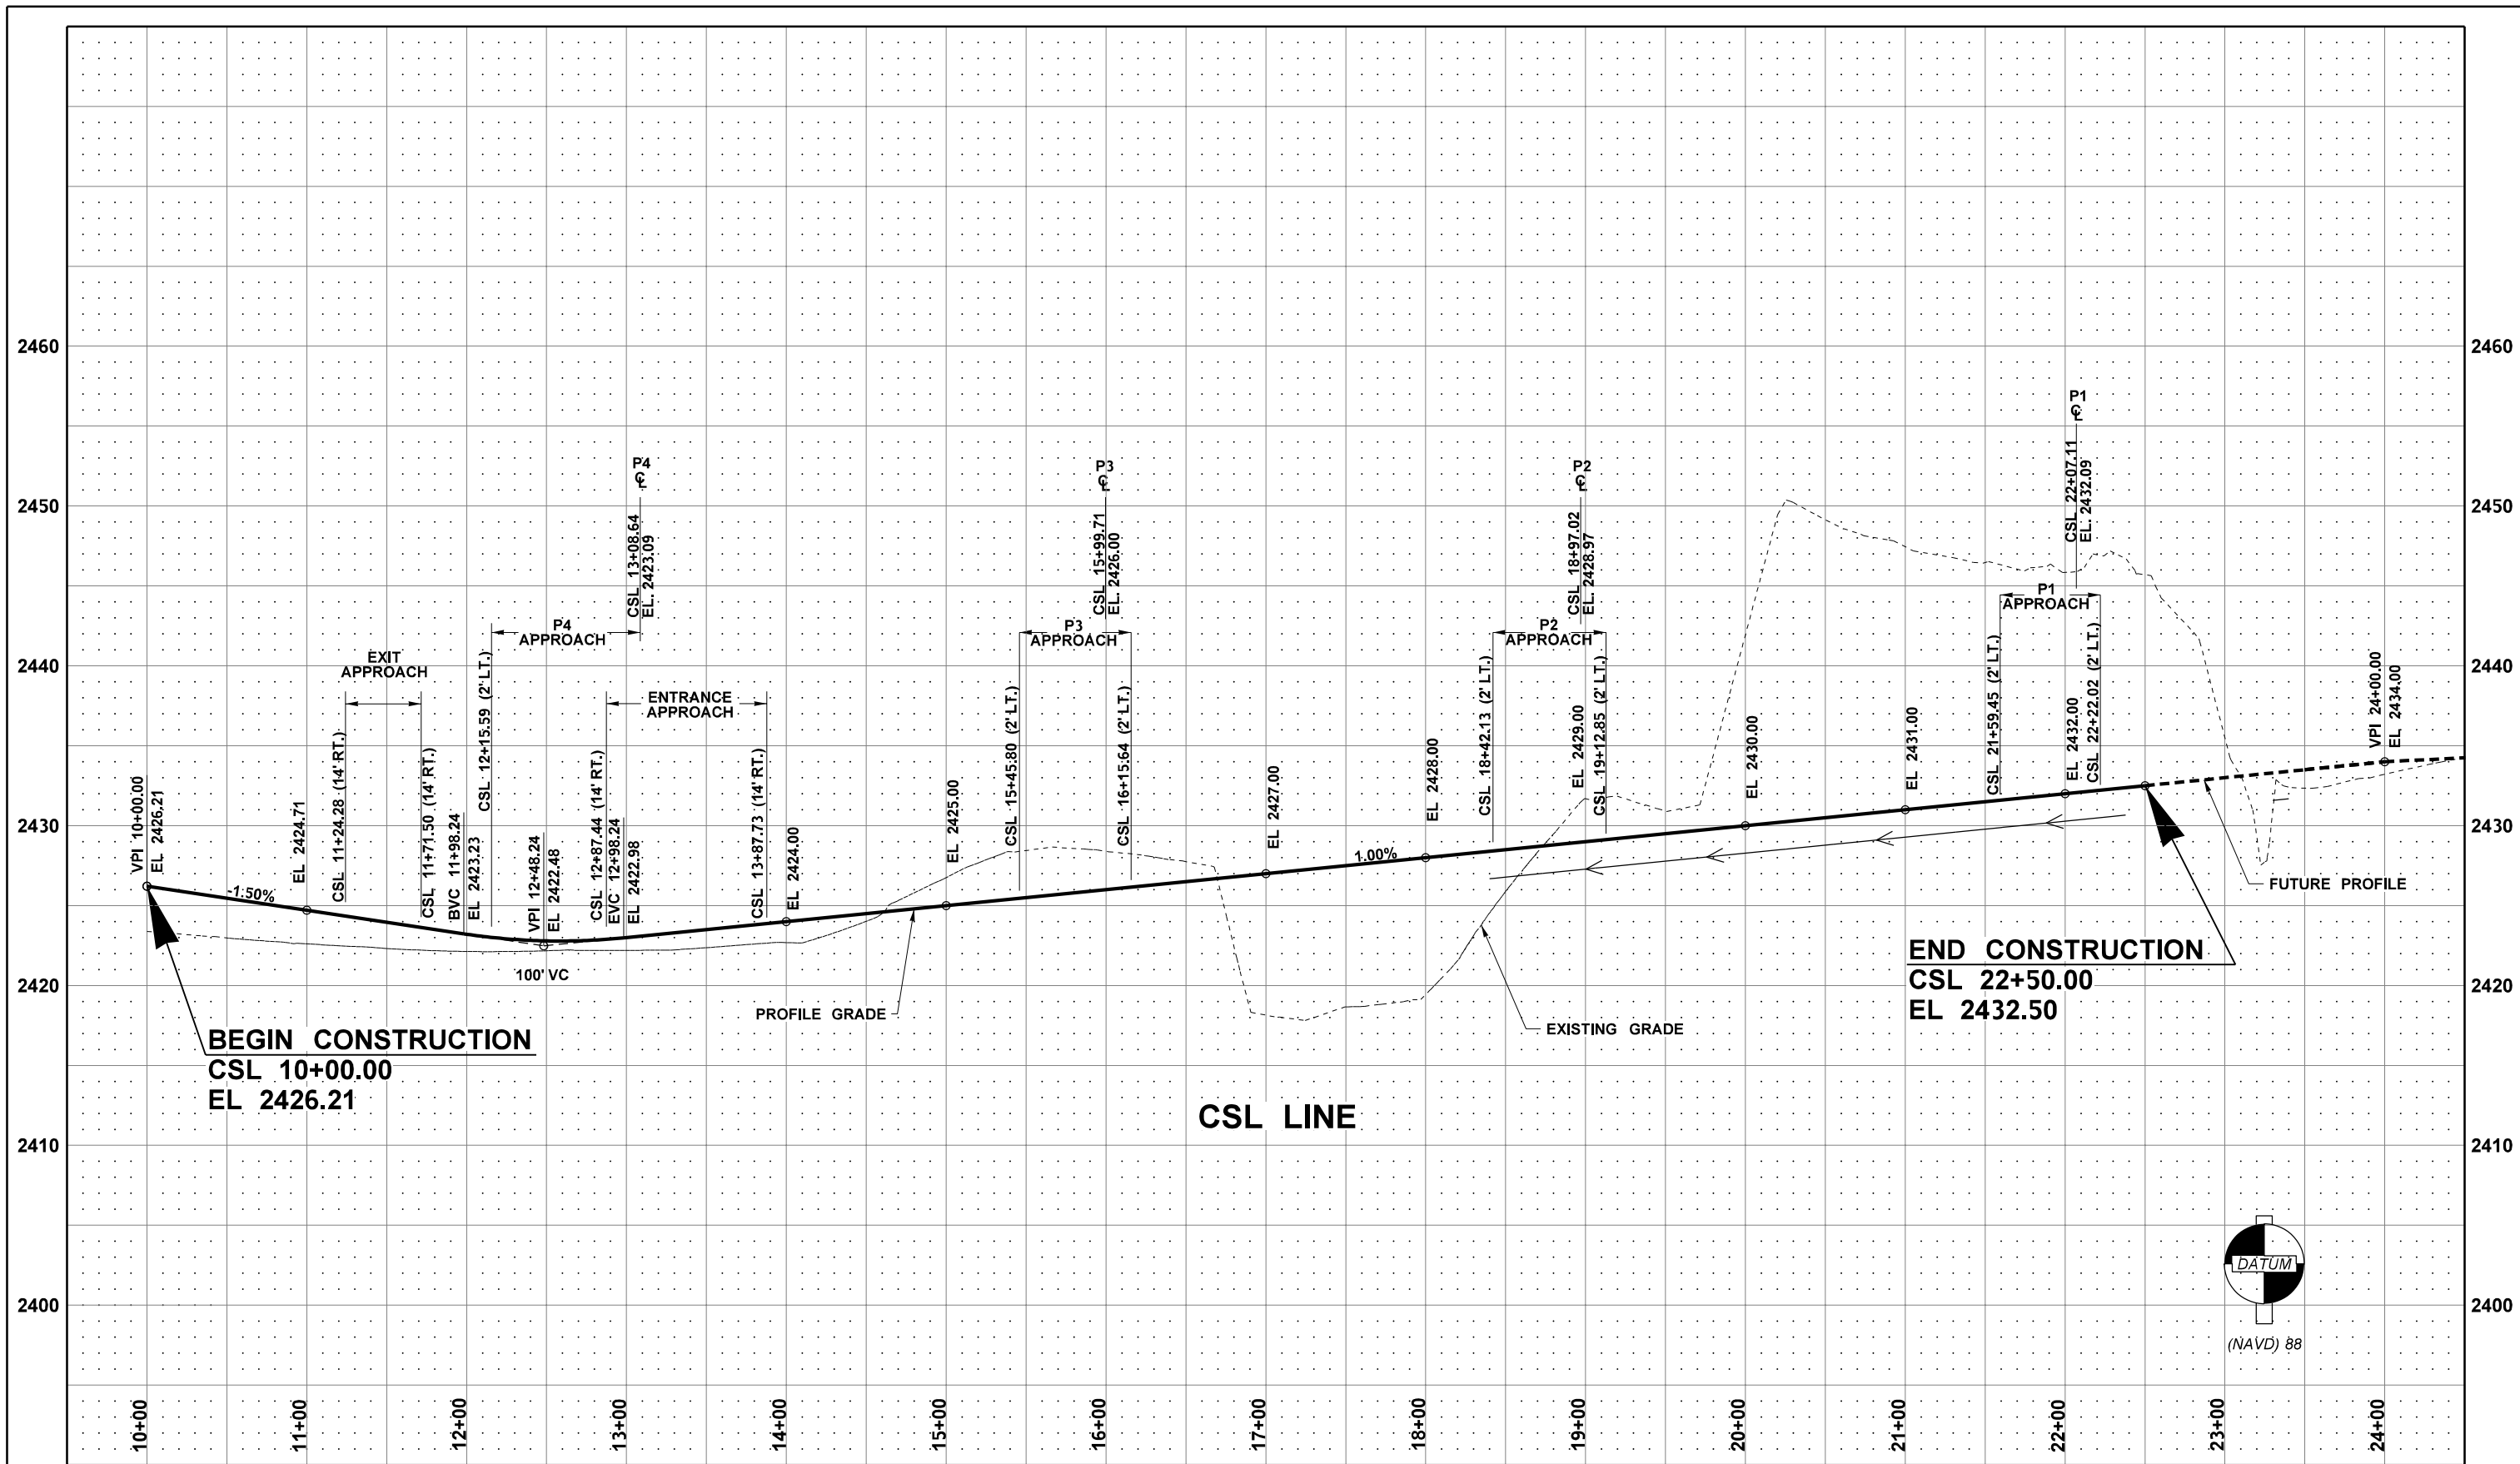 2460
2460
2450
2450
2440
2440
2430
2430
2420
2420
2410
2410
2400
2400
P4
CL
P3
CL
P2
CL
P1
CL
CSL 13+08.64
EL. 2423.09
CSL 15+99.71
EL. 2426.00
CSL 18+97.02
EL. 2428.97
CSL 22+07.11
EL. 2432.09
EXIT
APPROACH
P4
APPROACH
ENTRANCE
APPROACH
P3
APPROACH
P2
APPROACH
P1
APPROACH
VPI 10+00.00
EL 2426.21
EL 2424.71
CSL 11+24.28 (14' RT.)
CSL 11+71.50 (14' RT.)
BVC 11+98.24
EL 2423.23
CSL 12+15.59 (2' LT.)
VPI 12+48.24
EL 2422.48
CSL 12+87.44 (14' RT.)
EVC 12+98.24
EL 2422.98
CSL 13+87.73 (14' RT.)
EL 2424.00
EL 2425.00
CSL 15+45.80 (2' LT.)
CSL 16+15.64 (2' LT.)
EL 2427.00
EL 2428.00
CSL 18+42.13 (2' LT.)
EL 2429.00
CSL 19+12.85 (2' LT.)
EL 2430.00
EL 2431.00
CSL 21+59.45 (2' LT.)
EL 2432.00
CSL 22+22.02 (2' LT.)
VPI 24+00.00
EL 2434.00
-1.50%
1.00%
100' VC
PROFILE GRADE
EXISTING GRADE
FUTURE PROFILE
BEGIN CONSTRUCTION
CSL 10+00.00
EL 2426.21
END CONSTRUCTION
CSL 22+50.00
EL 2432.50
CSL LINE
DATUM
(NAVD) 88
10+00
11+00
12+00
13+00
14+00
15+00
16+00
17+00
18+00
19+00
20+00
21+00
22+00
23+00
24+00